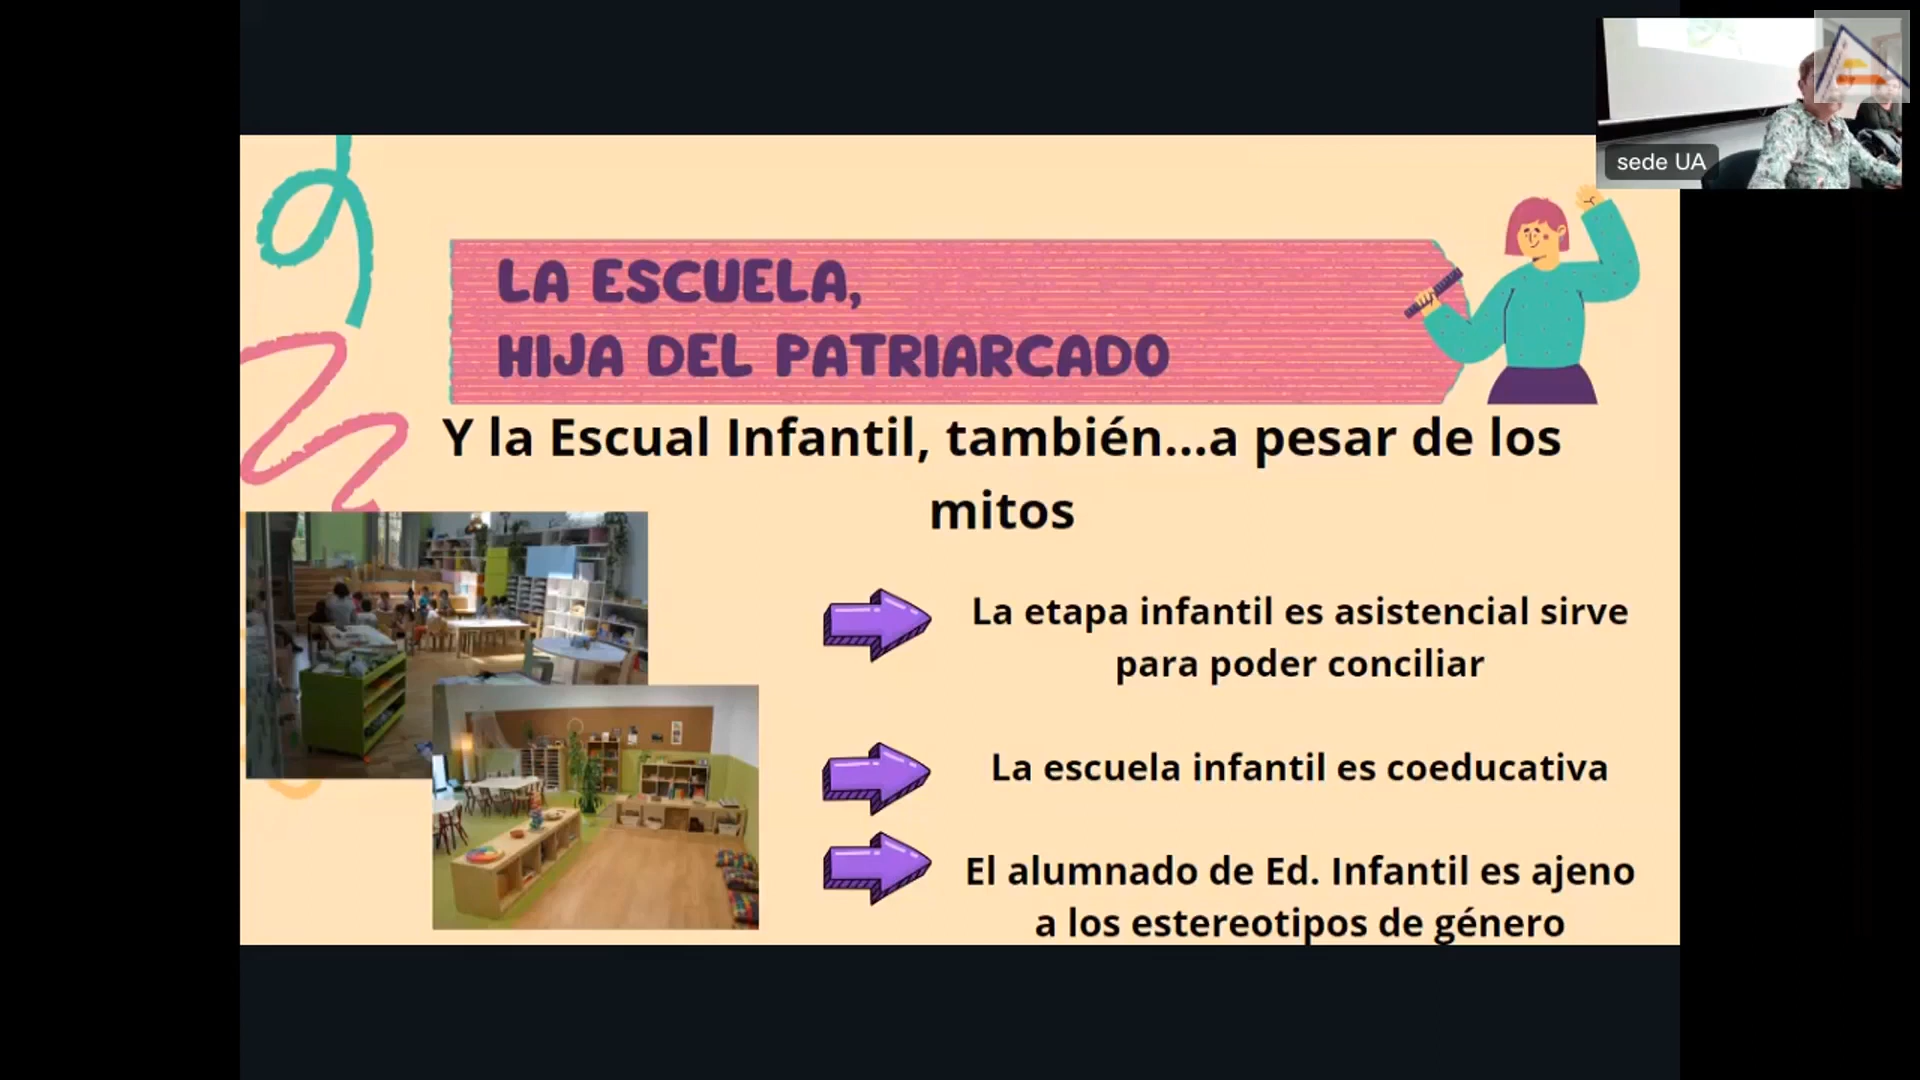 sede UA
LA ESCUELA,
HIJA DEL PATRIARCADO
Y la Escual Infantil, también...a pesar de los
mitos
La etapa infantil es asistencial sirve
para poder conciliar
La escuela infantil es coeducativa
El alumnado de Ed. Infantil es ajeno
a los estereotipos de género